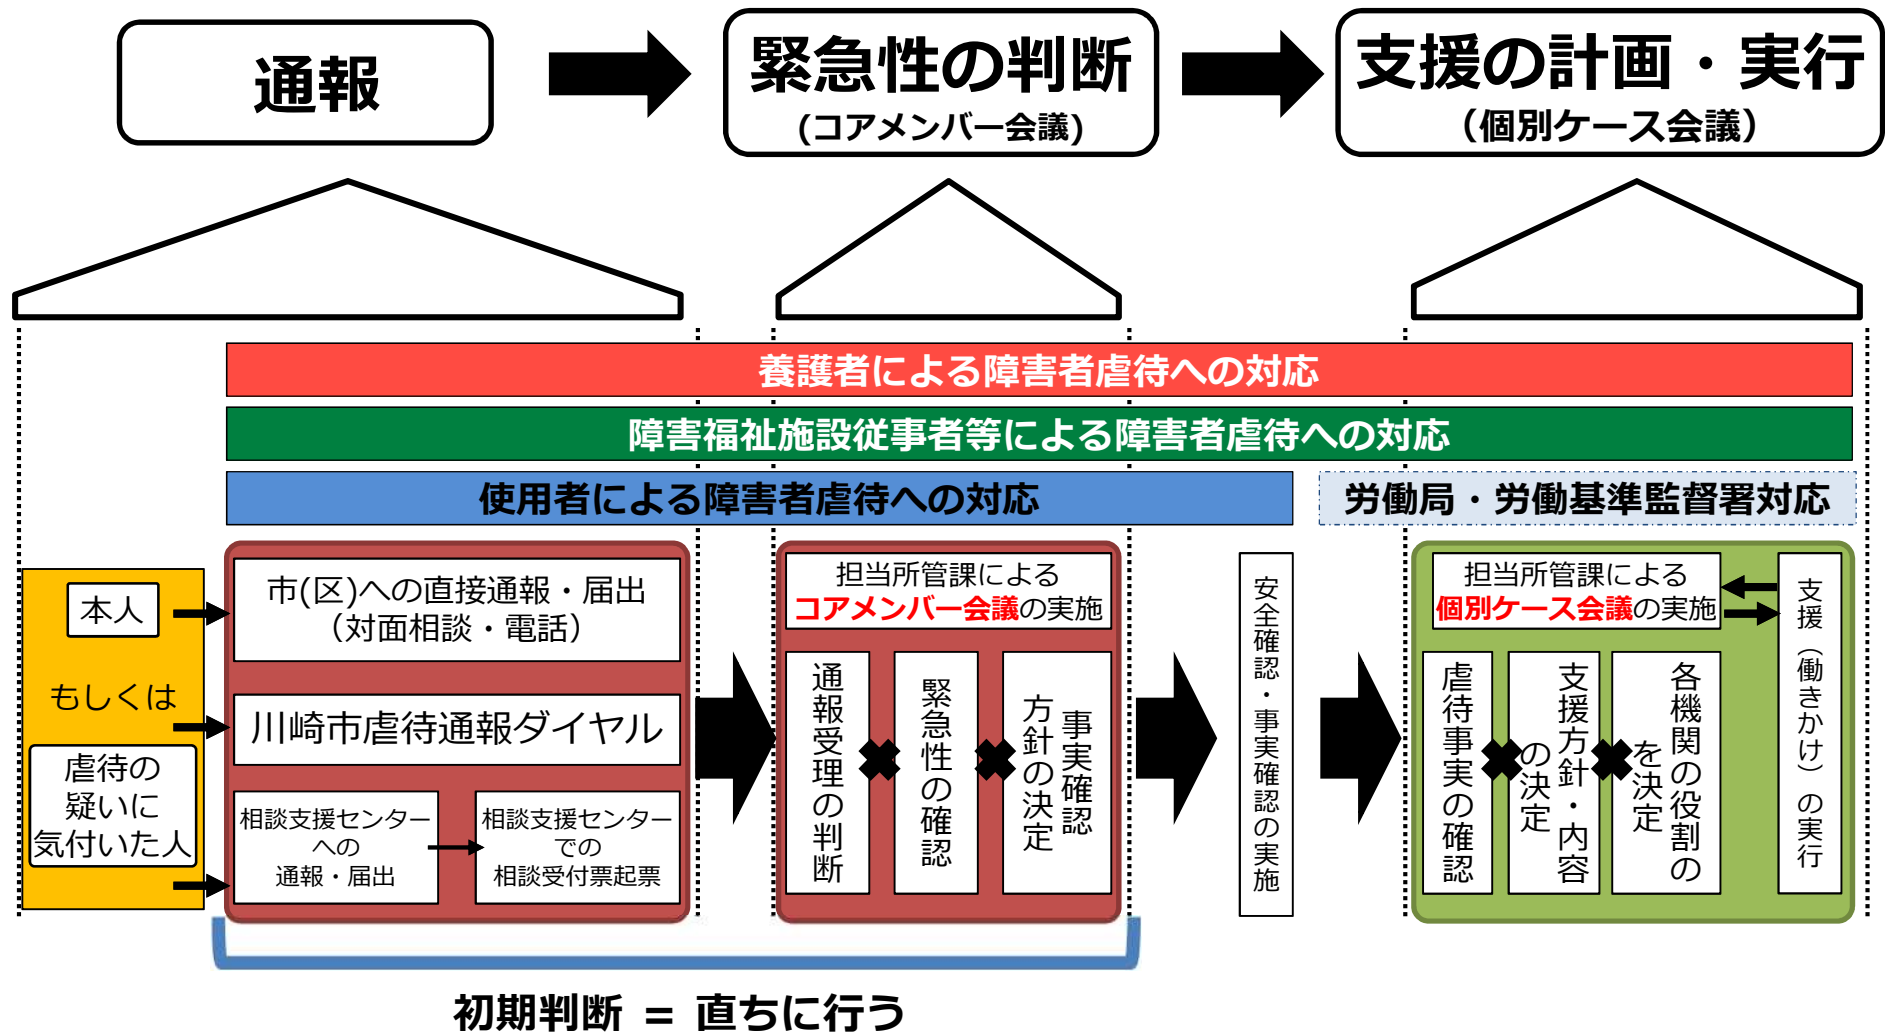 通報
緊急性の判断
(コアメンバー会議)
支援の計画・実行
（個別ケース会議）
養護者による障害者虐待への対応
障害福祉施設従事者等による障害者虐待への対応
使用者による障害者虐待への対応
労働局・労働基準監督署対応
本人
もしくは
虐待の
疑いに
気付いた人
市(区)への直接通報・届出
（対面相談・電話）
川崎市虐待通報ダイヤル
相談支援センター
への
通報・届出
相談支援センター
での
相談受付票起票
担当所管課による
コアメンバー会議の実施
通報受理の判断
緊急性の確認
事実確認
方針の決定
安全確認・事実確認の実施
担当所管課による
個別ケース会議の実施
虐待事実の確認
支援方針・内容
の決定
各機関の役割の
を決定
支援（働きかけ）の実行
初期判断 = 直ちに行う